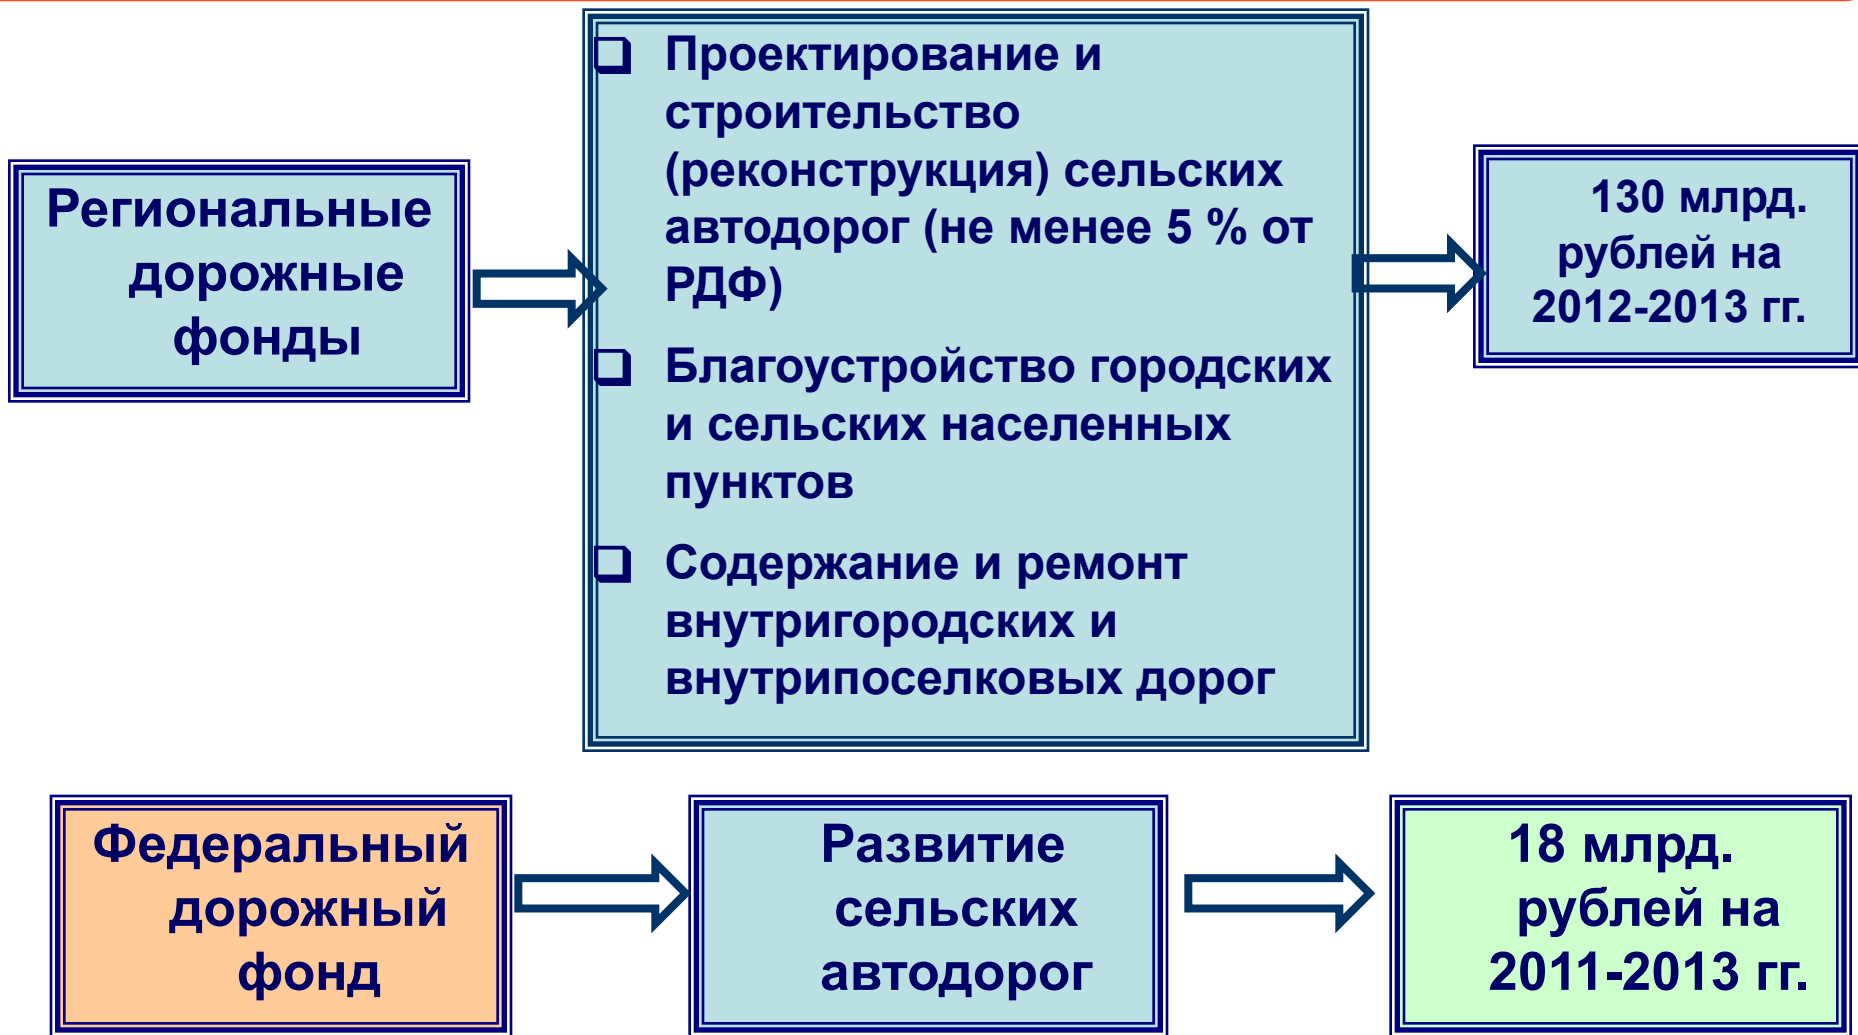 Региональные
дорожные
фонды
Проектирование и
строительство
(реконструкция) сельских
автодорог (не менее 5 % от
РДФ)
Благоустройство городских
и сельских населенных
пунктов
Содержание и ремонт
внутригородских и
внутрипоселковых дорог
130 млрд.
рублей на
2012-2013 гг.
Федеральный
дорожный
фонд
Развитие
сельских
автодорог
18 млрд.
рублей на
2011-2013 гг.